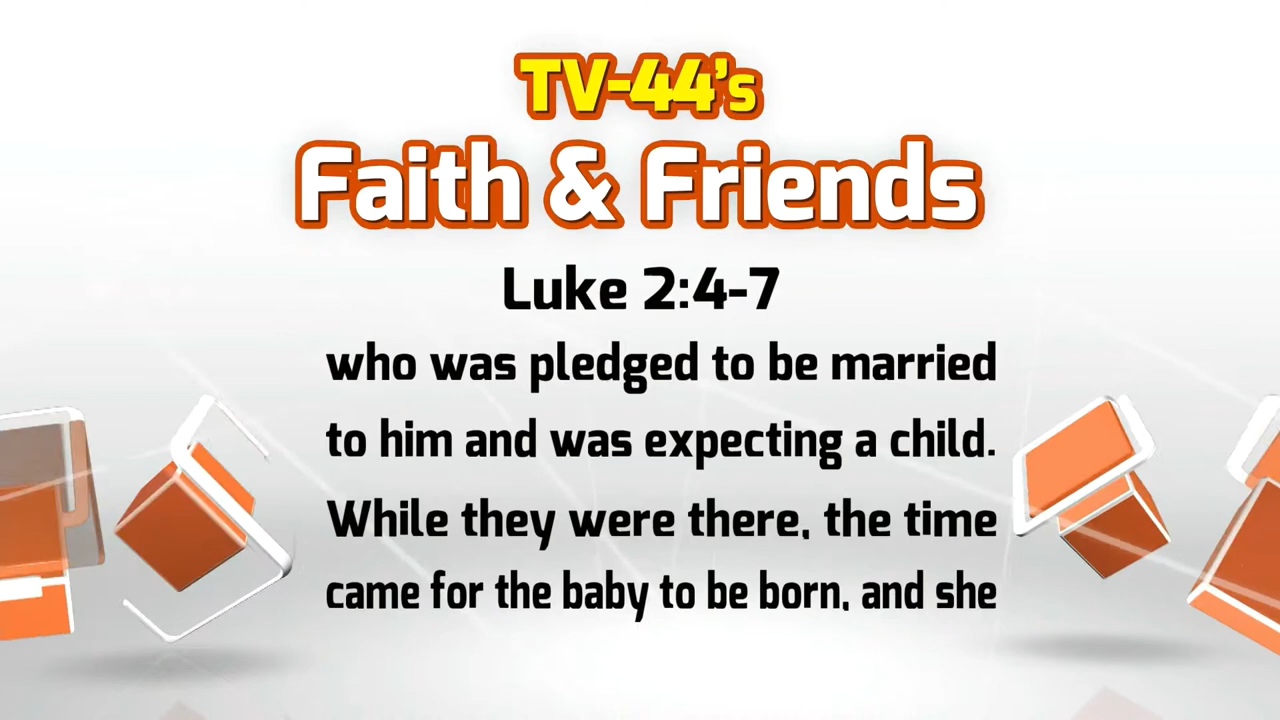 TV-44's
Faith & Friends
Luke 2:4-7
who was pledged to be married
to him and was expecting a child.
While they were there, the time
came for the baby to be born, and she